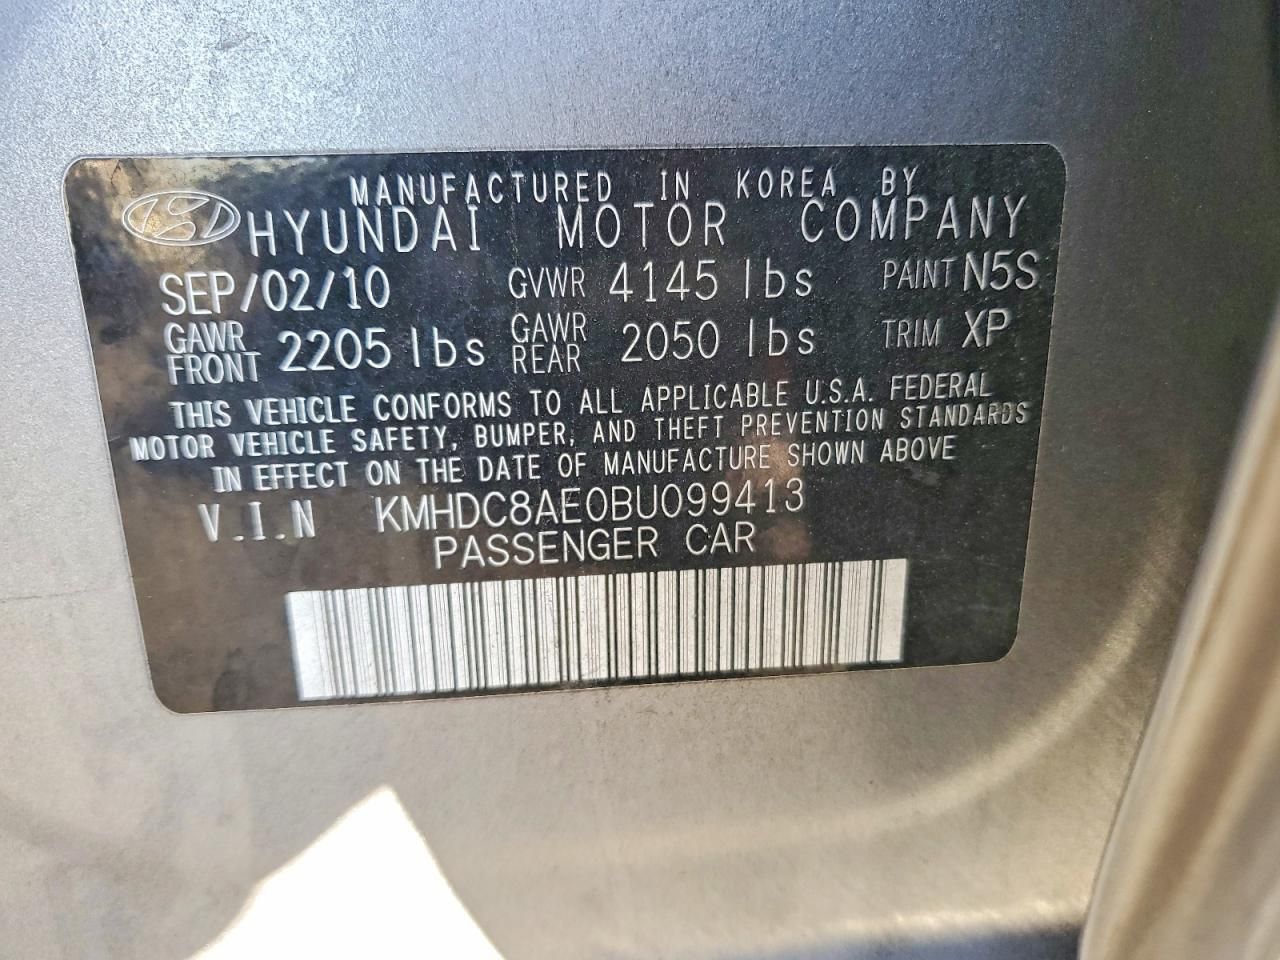 MANUFACTURED IN KOREA BY
HYUNDAI MOTOR COMPANY
SEP/02/10 GVWR 4145 lbs PAINT N5S
GAWR FRONT 2205 lbs GAWR REAR 2050 lbs TRIM XP
THIS VEHICLE CONFORMS TO ALL APPLICABLE U.S.A. FEDERAL
MOTOR VEHICLE SAFETY, BUMPER, AND THEFT PREVENTION STANDARDS
IN EFFECT ON THE DATE OF MANUFACTURE SHOWN ABOVE
V.I.N KMHDC8AE0BU099413
PASSENGER CAR